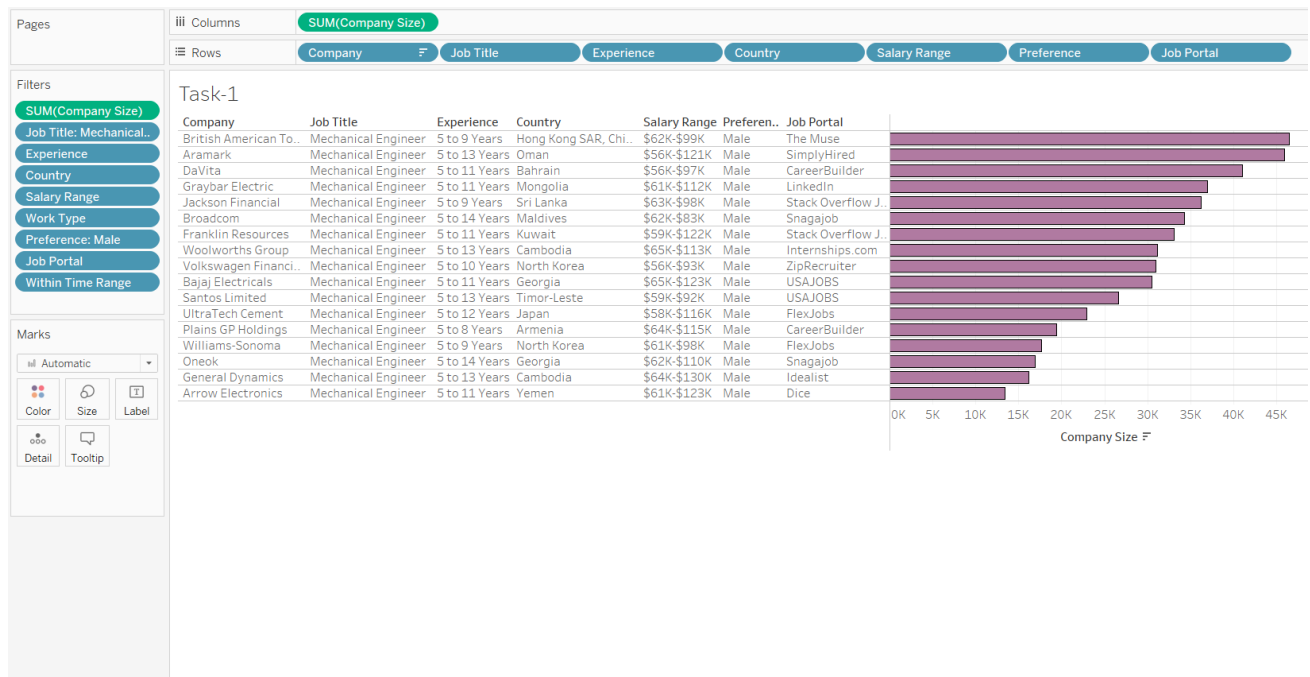 Pages
Columns SUM(Company Size)
Rows Company Job Title Experience Country Salary Range Preference Job Portal
Filters
SUM(Company Size)
Job Title: Mechanical..
Experience
Country
Salary Range
Work Type
Preference: Male
Job Portal
Within Time Range
Marks
Automatic
Color Size Label
Detail Tooltip
Task-1
Company Job Title Experience Country Salary Range Preferen.. Job Portal
British American To.. Mechanical Engineer 5 to 9 Years Hong Kong SAR, Chi.. $62K-$99K Male The Muse
Aramark Mechanical Engineer 5 to 13 Years Oman $56K-$121K Male SimplyHired
DaVita Mechanical Engineer 5 to 11 Years Bahrain $56K-$97K Male CareerBuilder
Graybar Electric Mechanical Engineer 5 to 11 Years Mongolia $61K-$112K Male LinkedIn
Jackson Financial Mechanical Engineer 5 to 9 Years Sri Lanka $63K-$98K Male Stack Overflow J..
Broadcom Mechanical Engineer 5 to 14 Years Maldives $62K-$83K Male Snagajob
Franklin Resources Mechanical Engineer 5 to 11 Years Kuwait $59K-$122K Male Stack Overflow J..
Woolworths Group Mechanical Engineer 5 to 13 Years Cambodia $65K-$113K Male Internships.com
Volkswagen Financi.. Mechanical Engineer 5 to 10 Years North Korea $56K-$93K Male ZipRecruiter
Bajaj Electricals Mechanical Engineer 5 to 11 Years Georgia $65K-$123K Male USAJOBS
Santos Limited Mechanical Engineer 5 to 13 Years Timor-Leste $59K-$92K Male USAJOBS
UltraTech Cement Mechanical Engineer 5 to 12 Years Japan $58K-$116K Male FlexJobs
Plains GP Holdings Mechanical Engineer 5 to 8 Years Armenia $64K-$115K Male CareerBuilder
Williams-Sonoma Mechanical Engineer 5 to 9 Years North Korea $61K-$98K Male FlexJobs
Oneok Mechanical Engineer 5 to 14 Years Georgia $62K-$110K Male Snagajob
General Dynamics Mechanical Engineer 5 to 13 Years Cambodia $64K-$130K Male Idealist
Arrow Electronics Mechanical Engineer 5 to 11 Years Yemen $61K-$123K Male Dice
0K 5K 10K 15K 20K 25K 30K 35K 40K 45K
Company Size